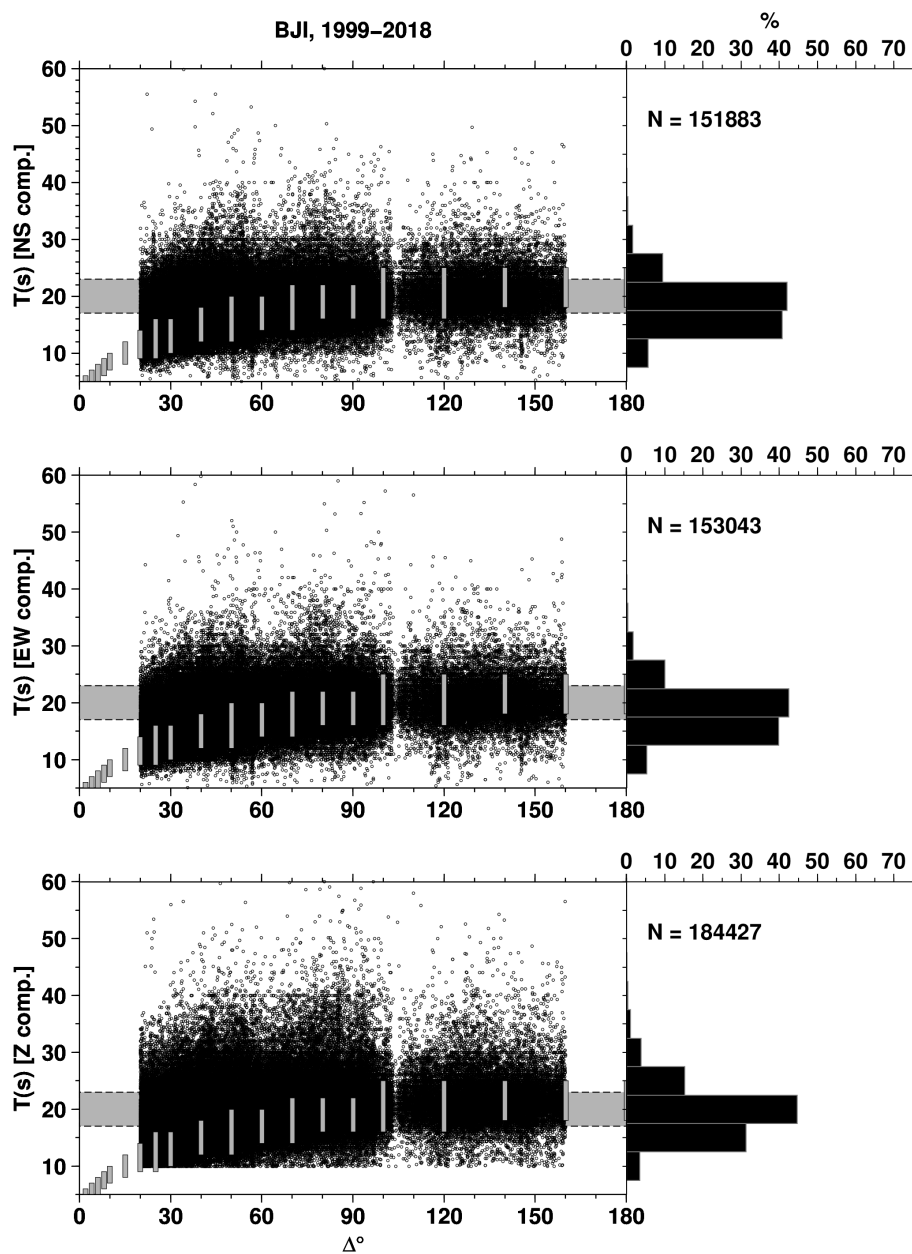 BJI, 1999−2018
%
0 10 20 30 40 50 60 70
60
50
40
30
20
10
T(s) [NS comp.]
N = 151883
0 30 60 90 120 150 180
0 10 20 30 40 50 60 70
60
50
40
30
20
10
T(s) [EW comp.]
N = 153043
0 30 60 90 120 150 180
0 10 20 30 40 50 60 70
60
50
40
30
20
10
T(s) [Z comp.]
N = 184427
0 30 60 90 120 150 180
Δ°